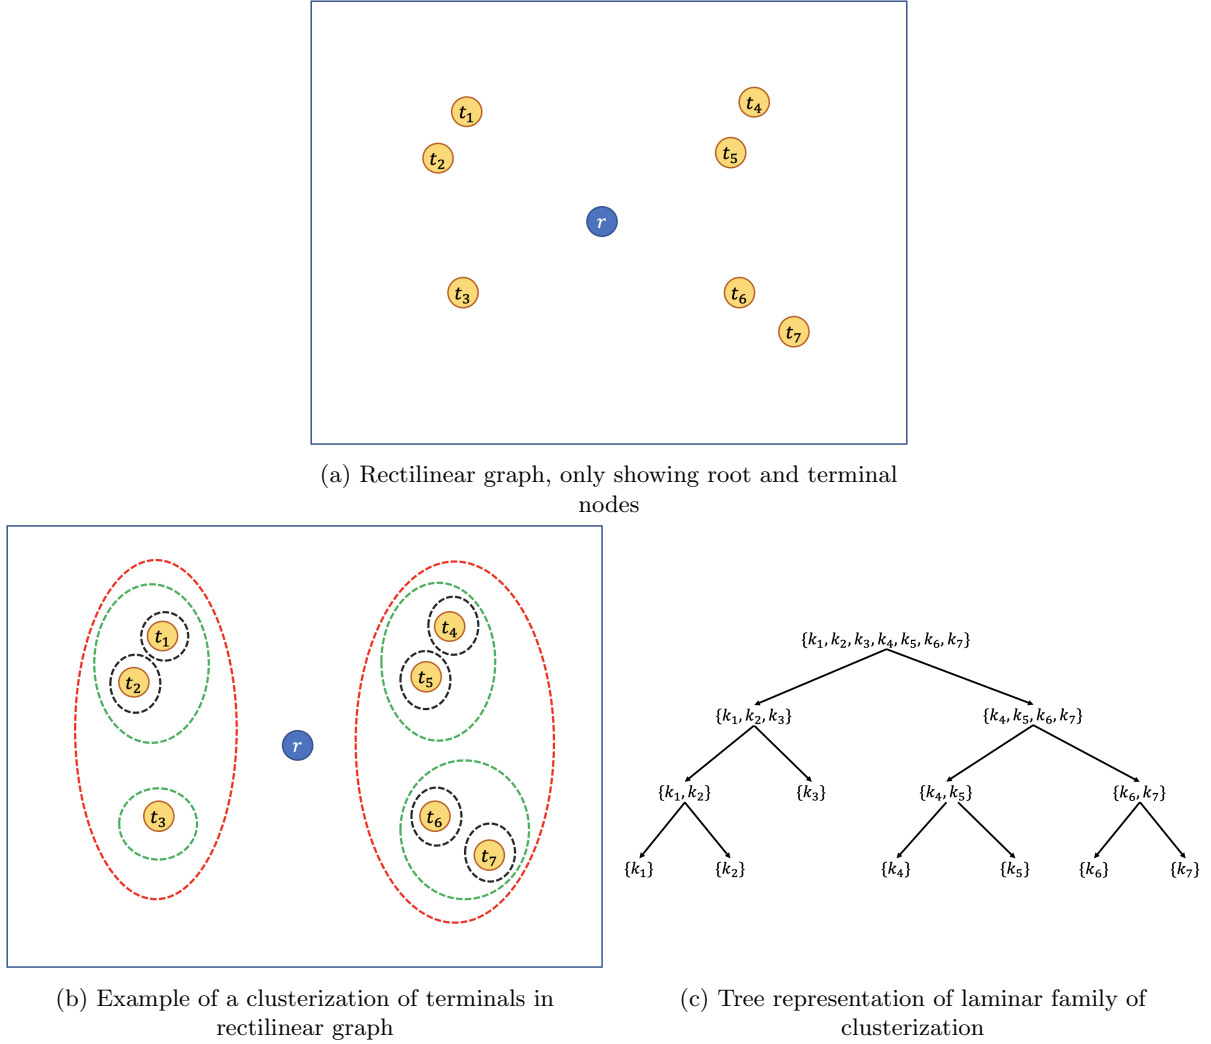 t₁
t₄
t₂
t₅
r
t₃
t₆
t₇
(a) Rectilinear graph, only showing root and terminal
nodes
t₁
t₄
t₂
t₅
r
t₃
t₆
t₇
(b) Example of a clusterization of terminals in
rectilinear graph
{k₁, k₂, k₃, k₄, k₅, k₆, k₇}
{k₁, k₂, k₃}
{k₄, k₅, k₆, k₇}
{k₁, k₂}
{k₃}
{k₄, k₅}
{k₆, k₇}
{k₁}
{k₂}
{k₄}
{k₅}
{k₆}
{k₇}
(c) Tree representation of laminar family of
clusterization